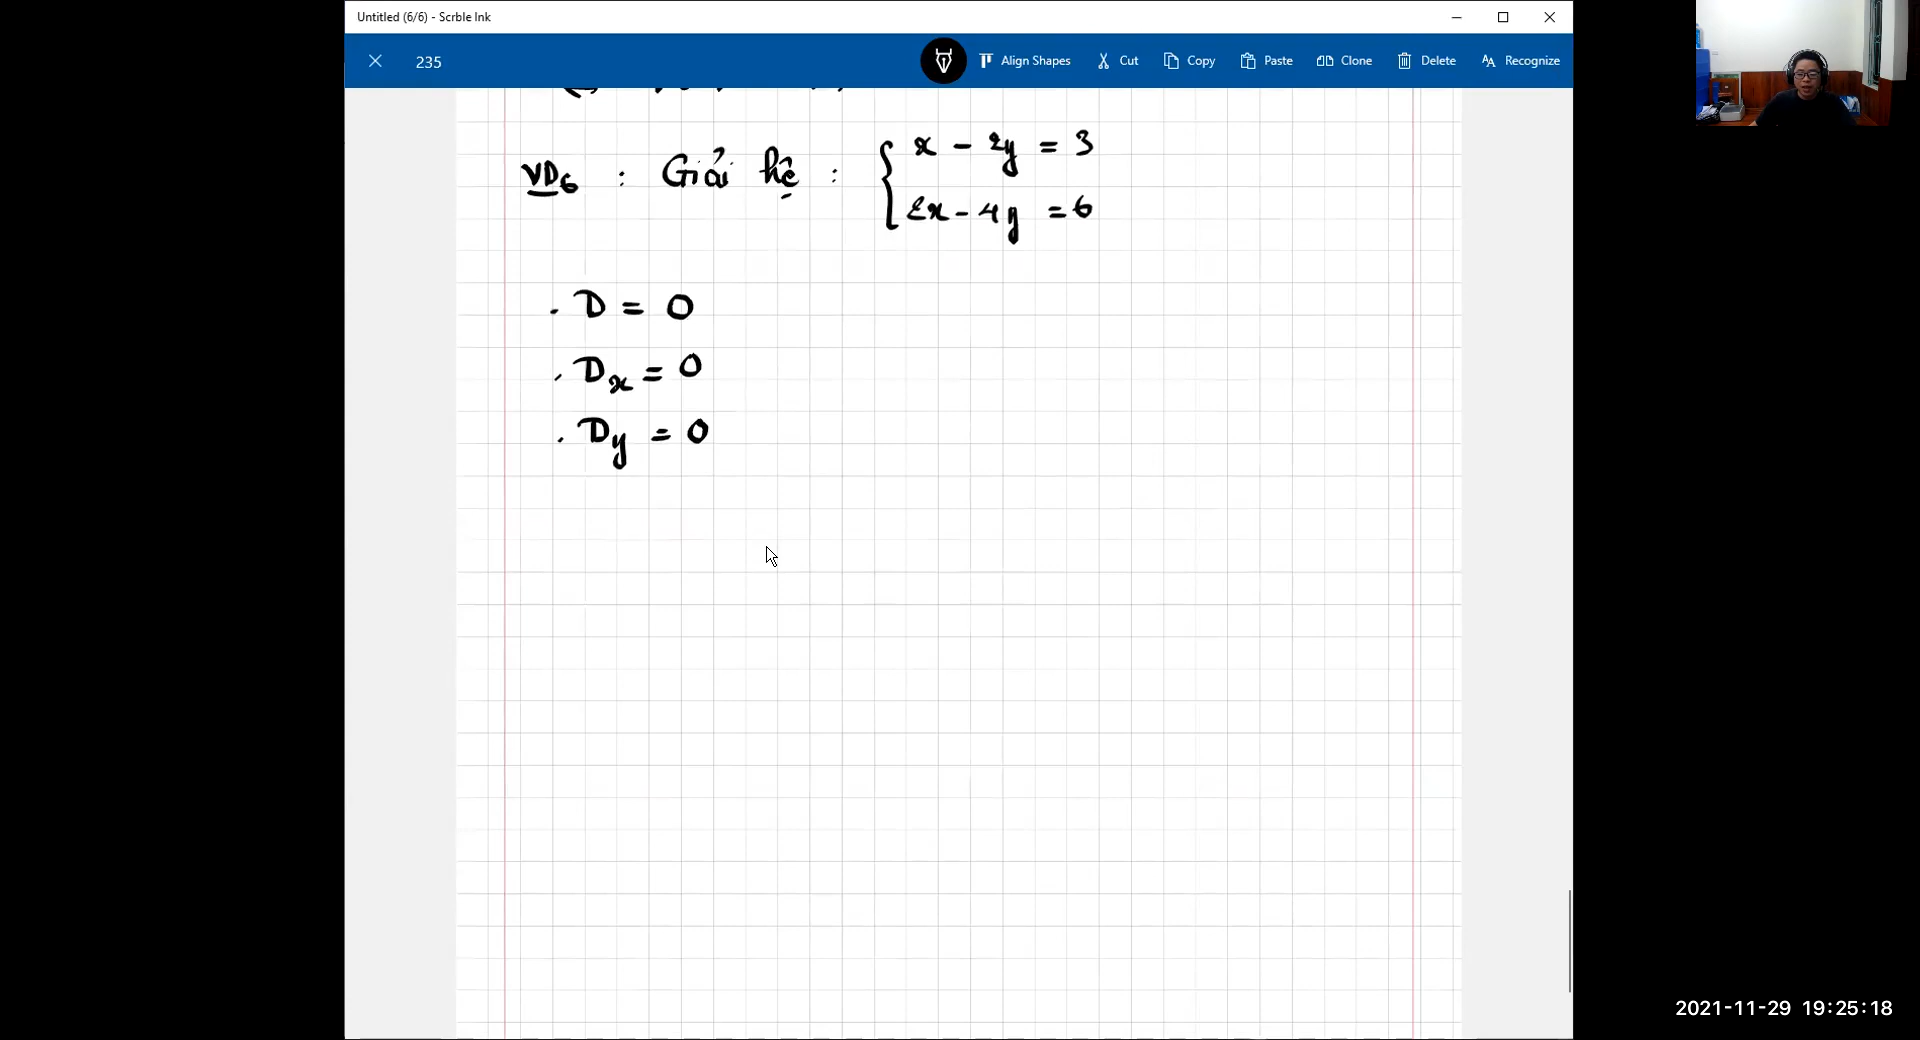 Untitled (6/6) - Scrble Ink
235
Align Shapes
Cut
Copy
Paste
Clone
Delete
Recognize
VD6 : Giải hệ : { x - 2y = 3
2x - 4y = 6
. D = 0
. Dx = 0
. Dy = 0
2021-11-29 19:25:18